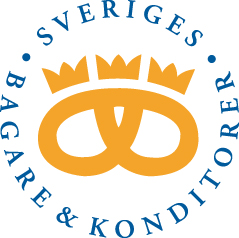 • SVERIGES •
BAGARE & KONDITORER